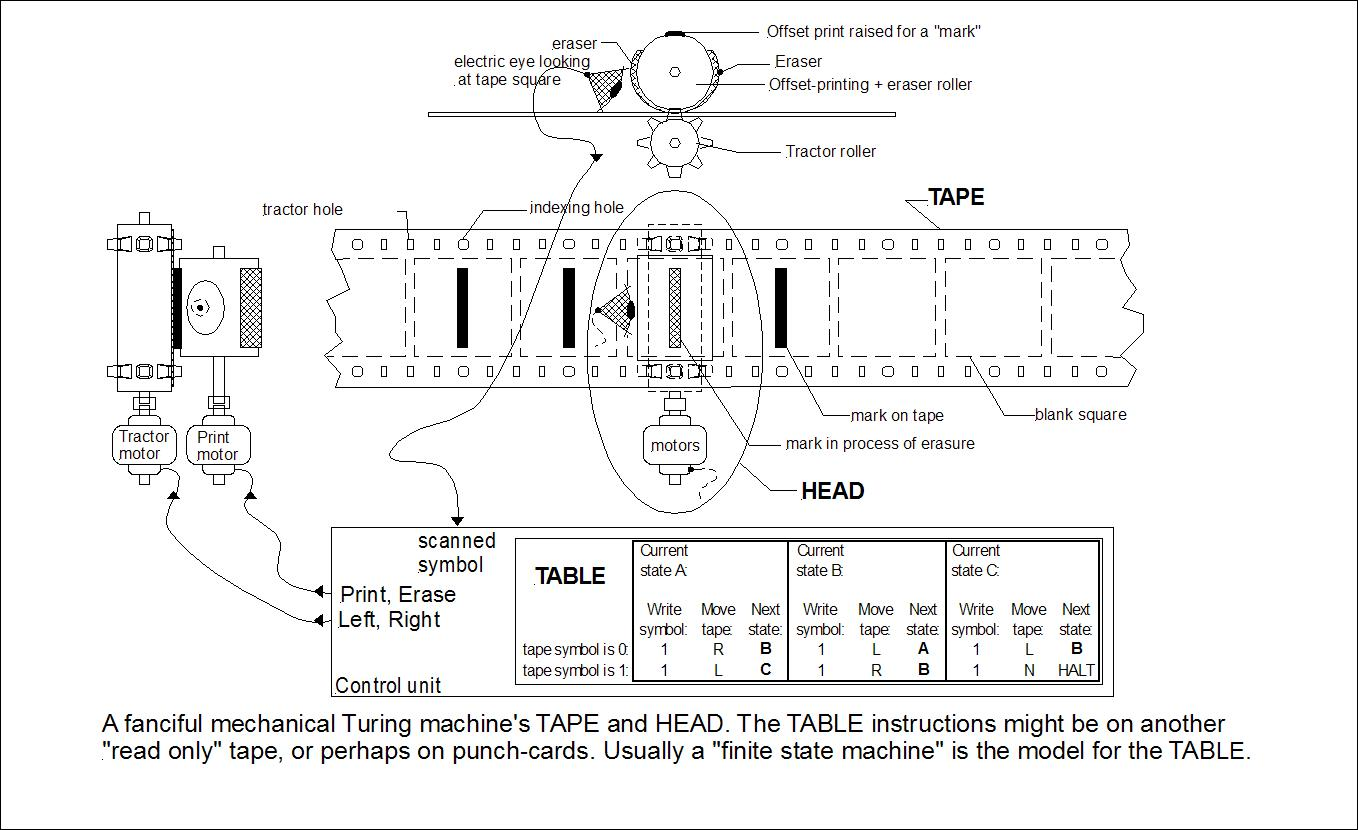 Offset print raised for a "mark"
eraser
electric eye looking
at tape square
Eraser
Offset-printing + eraser roller
Tractor roller
TAPE
tractor hole
indexing hole
mark on tape
blank square
Tractor
motor
Print
motor
motors
mark in process of erasure
HEAD
scanned
symbol
Print, Erase
Left, Right
Control unit
TABLE
Current Current Current
state A: state B: state C:
Write Move Next Write Move Next Write Move Next
symbol: tape: state: symbol: tape: state: symbol: tape: state:
tape symbol is 0: 1 R B 1 L A 1 L B
tape symbol is 1: 1 L C 1 R B 1 N HALT
A fanciful mechanical Turing machine's TAPE and HEAD. The TABLE instructions might be on another
"read only" tape, or perhaps on punch-cards. Usually a "finite state machine" is the model for the TABLE.